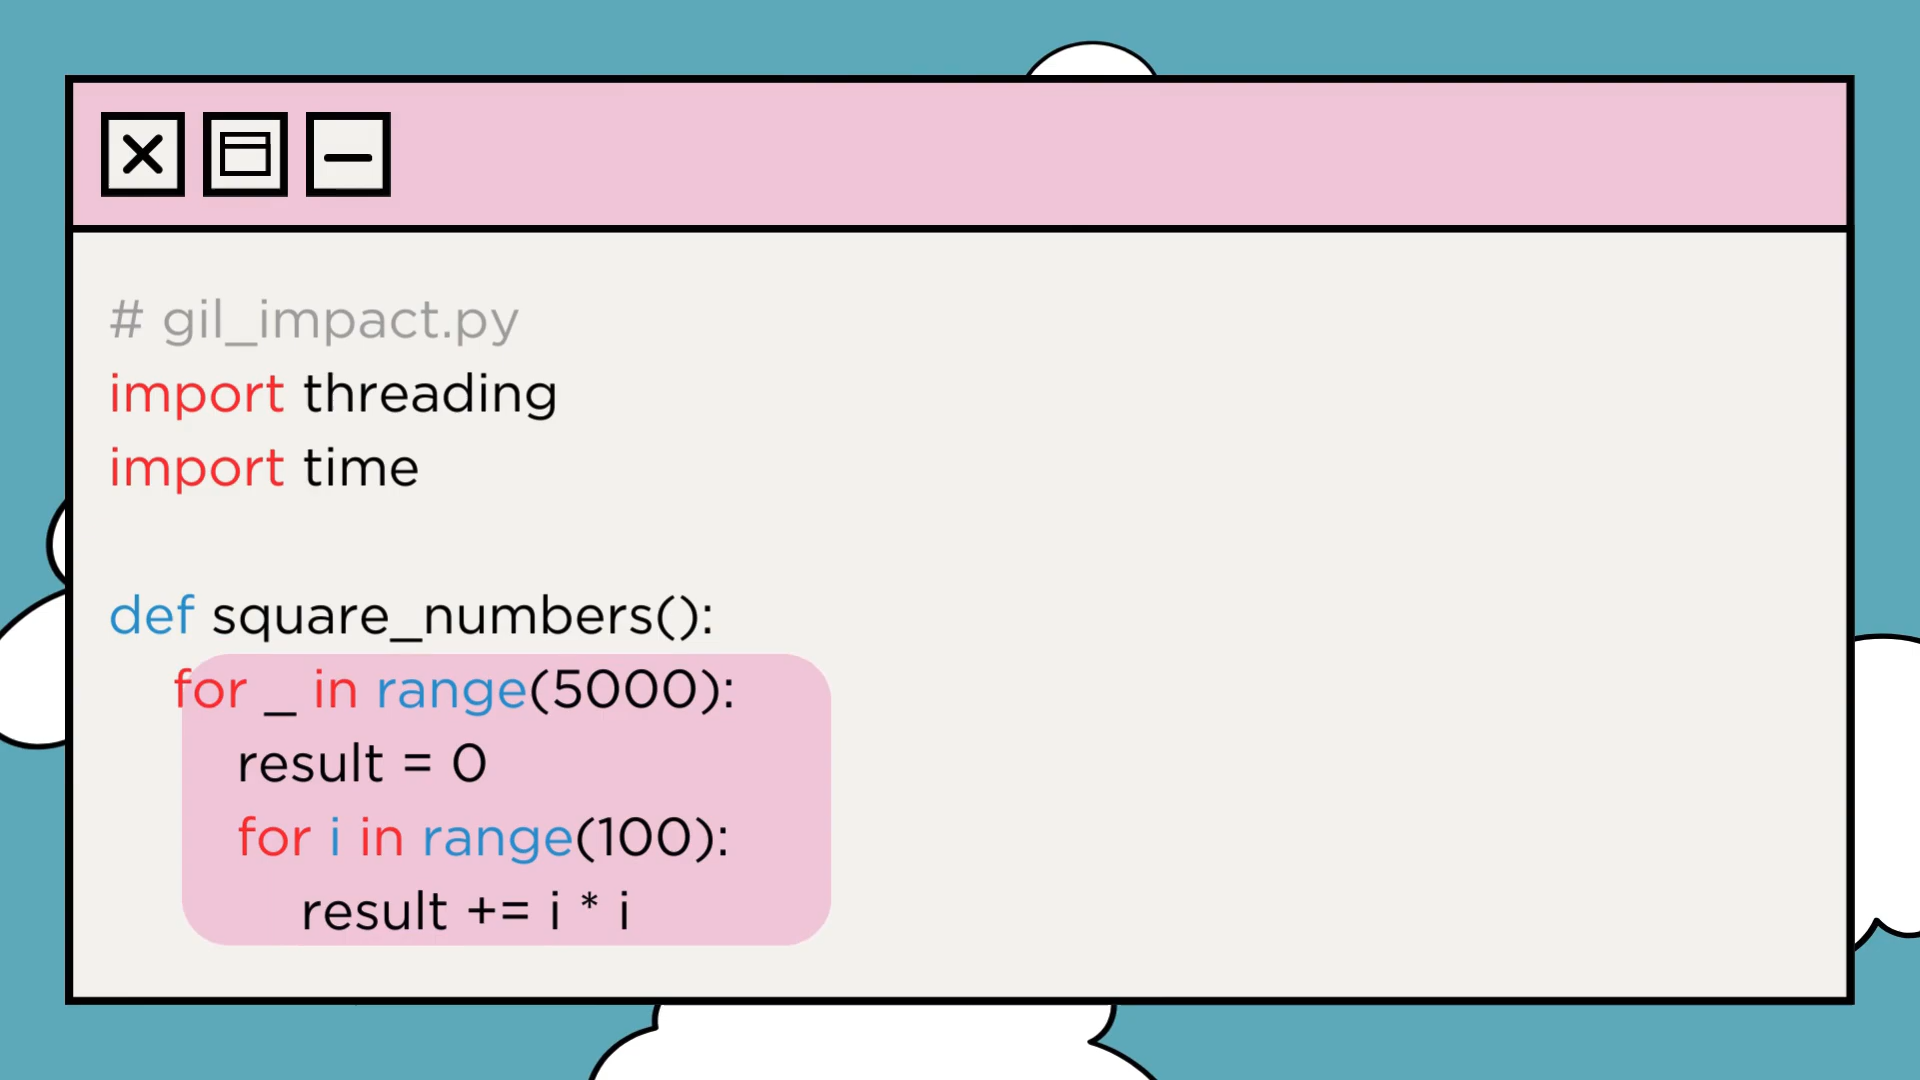 # gil_impact.py
import threading
import time
def square_numbers():
for _ in range(5000):
result = 0
for i in range(100):
result += i * i